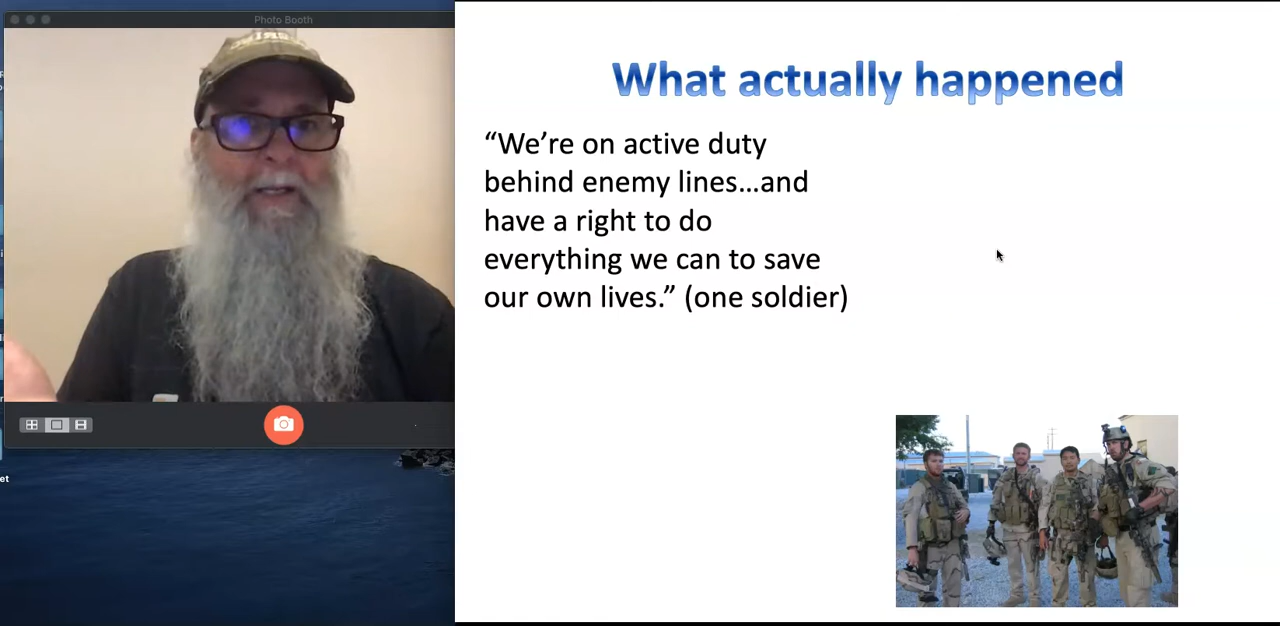 Photo Booth
What actually happened
“We’re on active duty
behind enemy lines…and
have a right to do
everything we can to save
our own lives.” (one soldier)
et